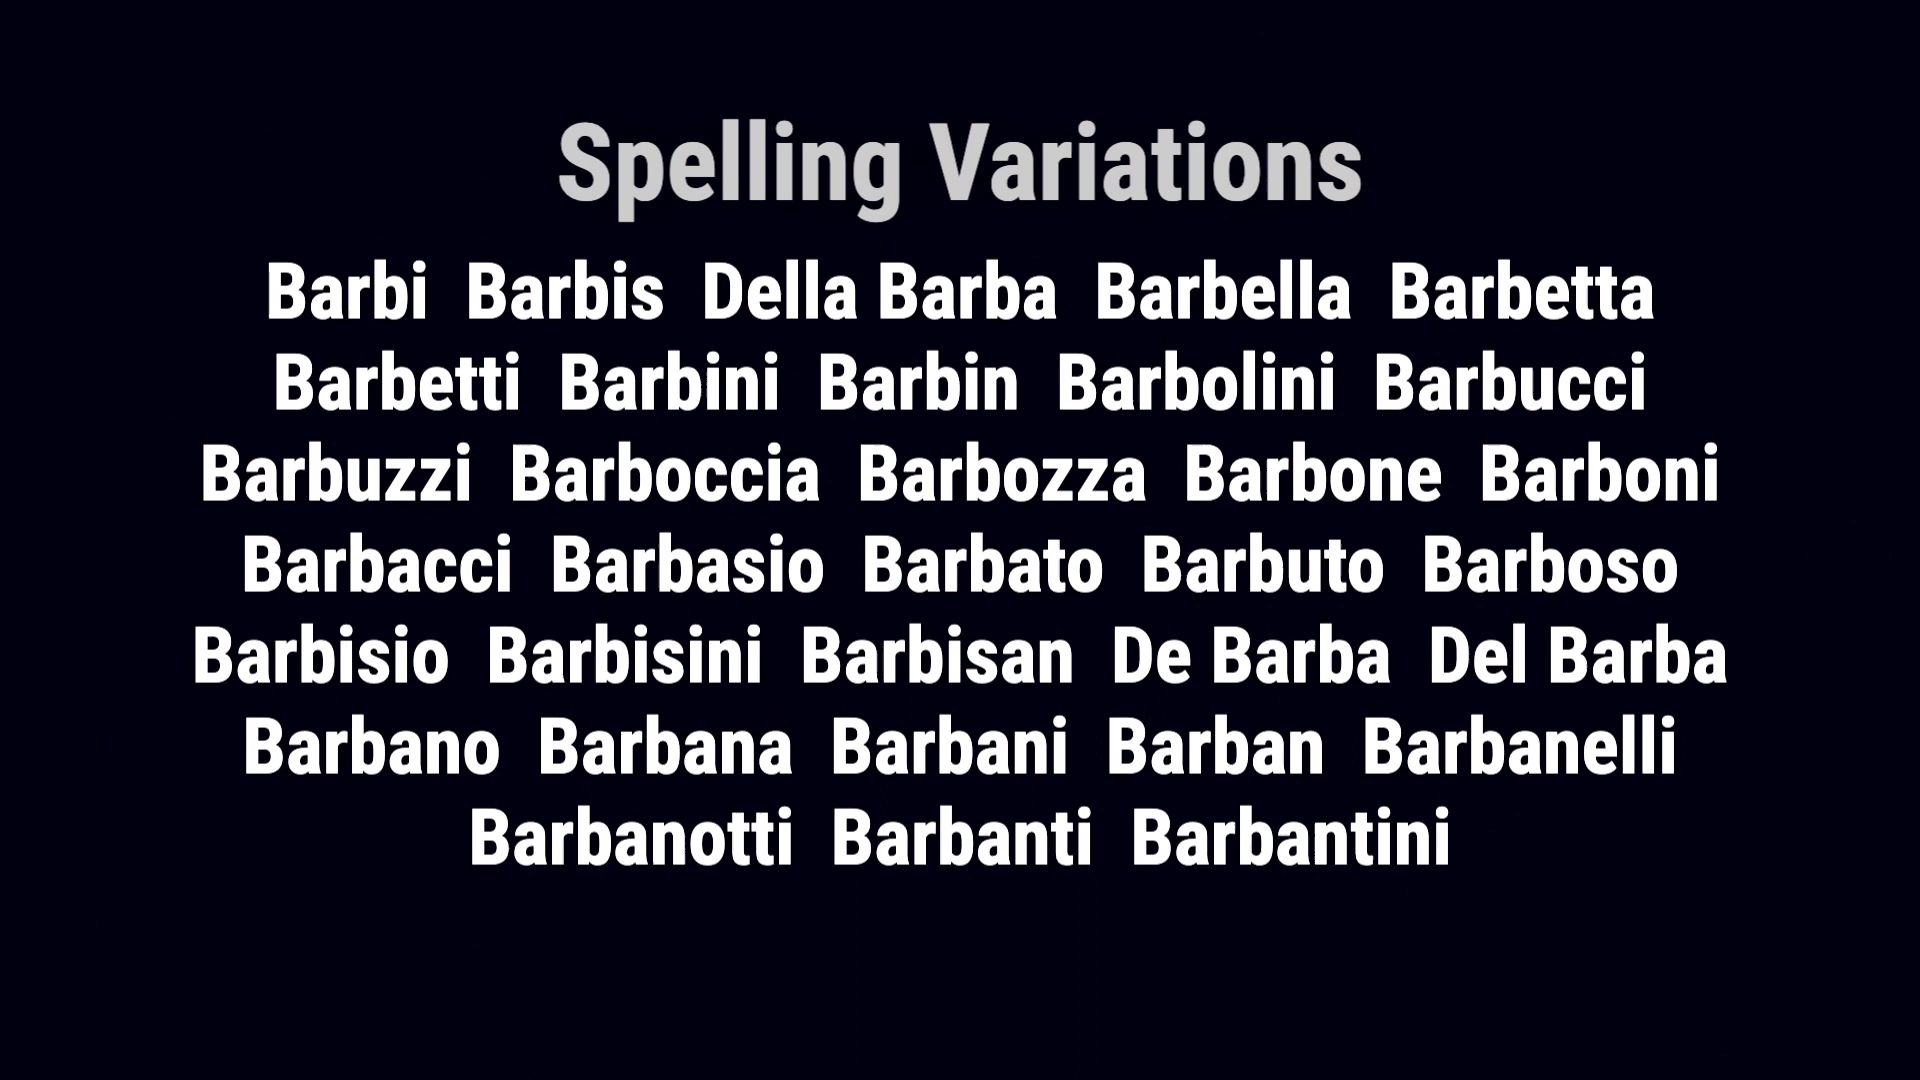 Spelling Variations
Barbi Barbis Della Barba Barbella Barbetta
Barbetti Barbini Barbin Barbolini Barbucci
Barbuzzi Barboccia Barbozza Barbone Barboni
Barbacci Barbasio Barbato Barbuto Barboso
Barbisio Barbisini Barbisan De Barba Del Barba
Barbano Barbana Barbani Barban Barbanelli
Barbanotti Barbanti Barbantini